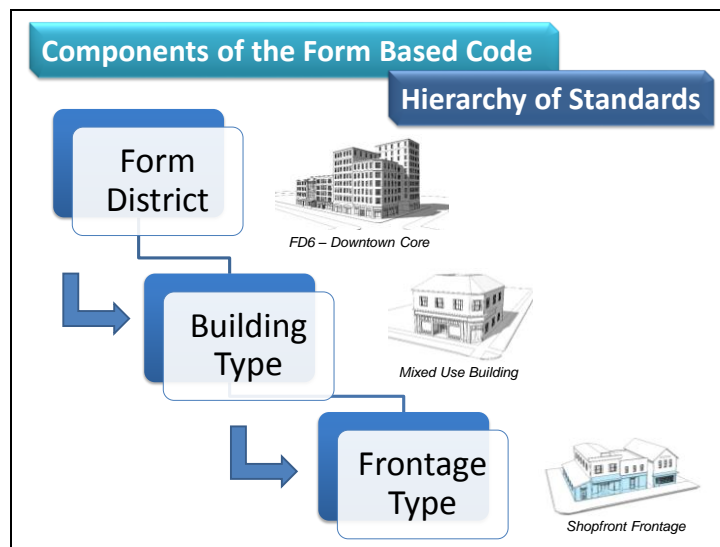 Components of the Form Based Code
Hierarchy of Standards
Form
District
FD6 – Downtown Core
Building
Type
Mixed Use Building
Frontage
Type
Shopfront Frontage